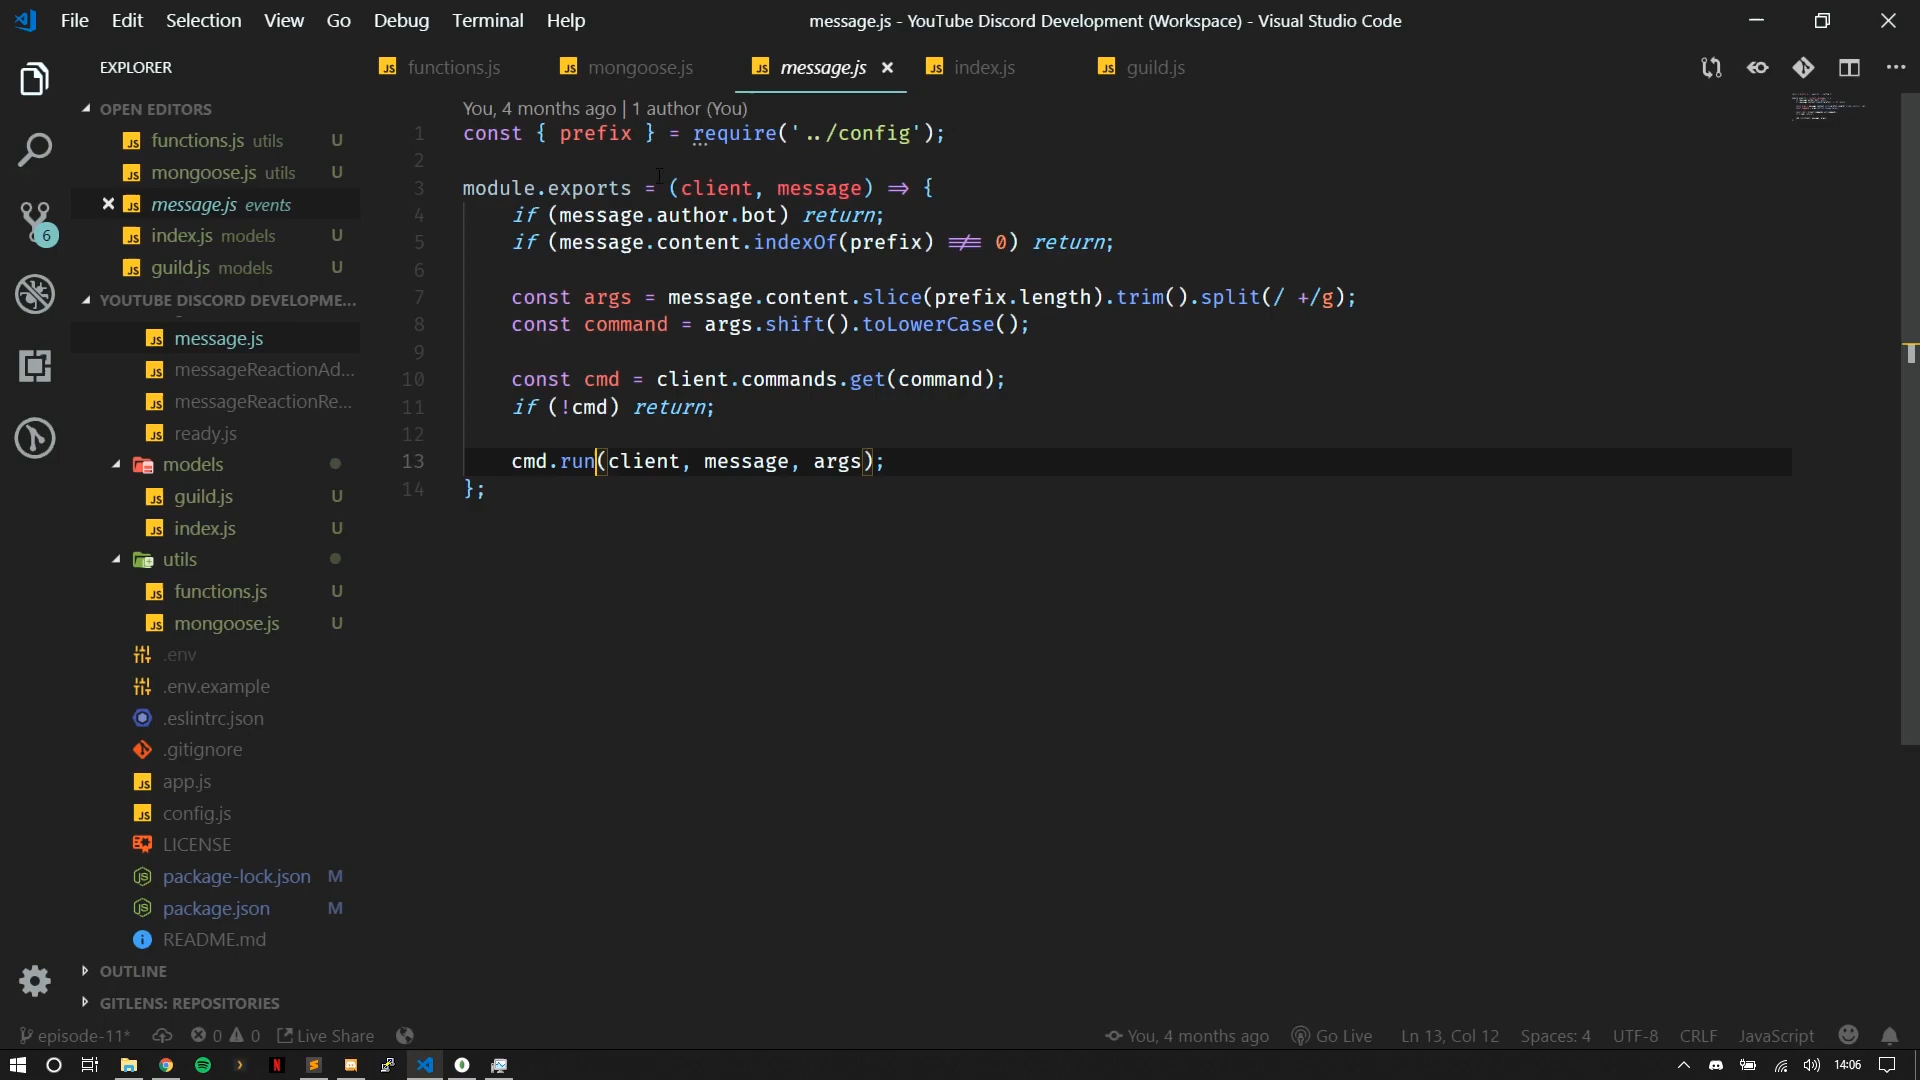 File Edit Selection View Go Debug Terminal Help
message.js - YouTube Discord Development (Workspace) - Visual Studio Code
EXPLORER
functions.js
mongoose.js
message.js
index.js
guild.js
OPEN EDITORS
functions.js utils U
mongoose.js utils U
message.js events
index.js models U
guild.js models U
YOUTUBE DISCORD DEVELOPME...
message.js
messageReactionAd...
messageReactionRe...
ready.js
models
guild.js U
index.js U
utils
functions.js U
mongoose.js U
.env
.env.example
.eslintrc.json
.gitignore
app.js
config.js
LICENSE
package-lock.json M
package.json M
README.md
OUTLINE
GITLENS: REPOSITORIES
6
You, 4 months ago | 1 author (You)
1 const { prefix } = require('../config');
2
3 module.exports = (client, message) => {
4 if (message.author.bot) return;
5 if (message.content.indexOf(prefix) !== 0) return;
6
7 const args = message.content.slice(prefix.length).trim().split(/ +/g);
8 const command = args.shift().toLowerCase();
9
10 const cmd = client.commands.get(command);
11 if (!cmd) return;
12
13 cmd.run(client, message, args);
14 };
episode-11* 0 0 Live Share You, 4 months ago Go Live Ln 13, Col 12 Spaces: 4 UTF-8 CRLF JavaScript
14:06